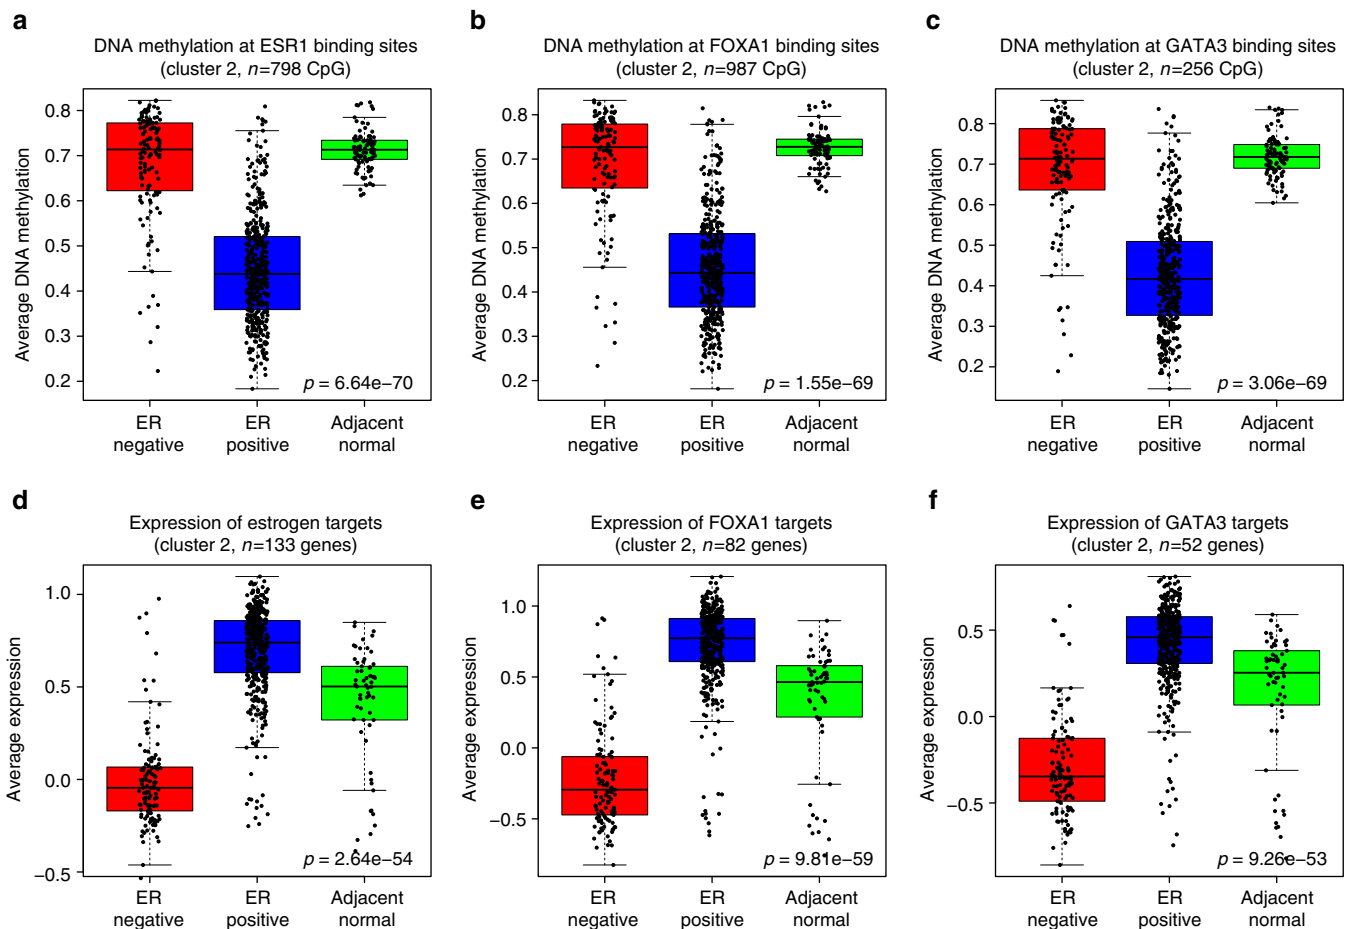 a
DNA methylation at ESR1 binding sites
(cluster 2, n=798 CpG)
Average DNA methylation
0.8
0.7
0.6
0.5
0.4
0.3
0.2
p = 6.64e−70
ER negative
ER positive
Adjacent normal
b
DNA methylation at FOXA1 binding sites
(cluster 2, n=987 CpG)
Average DNA methylation
0.8
0.7
0.6
0.5
0.4
0.3
0.2
p = 1.55e−69
ER negative
ER positive
Adjacent normal
c
DNA methylation at GATA3 binding sites
(cluster 2, n=256 CpG)
Average DNA methylation
0.8
0.7
0.6
0.5
0.4
0.3
0.2
p = 3.06e−69
ER negative
ER positive
Adjacent normal
d
Expression of estrogen targets
(cluster 2, n=133 genes)
Average expression
1.0
0.5
0.0
−0.5
p = 2.64e−54
ER negative
ER positive
Adjacent normal
e
Expression of FOXA1 targets
(cluster 2, n=82 genes)
Average expression
1.0
0.5
0.0
−0.5
p = 9.81e−59
ER negative
ER positive
Adjacent normal
f
Expression of GATA3 targets
(cluster 2, n=52 genes)
Average expression
0.5
0.0
−0.5
p = 9.26e−53
ER negative
ER positive
Adjacent normal